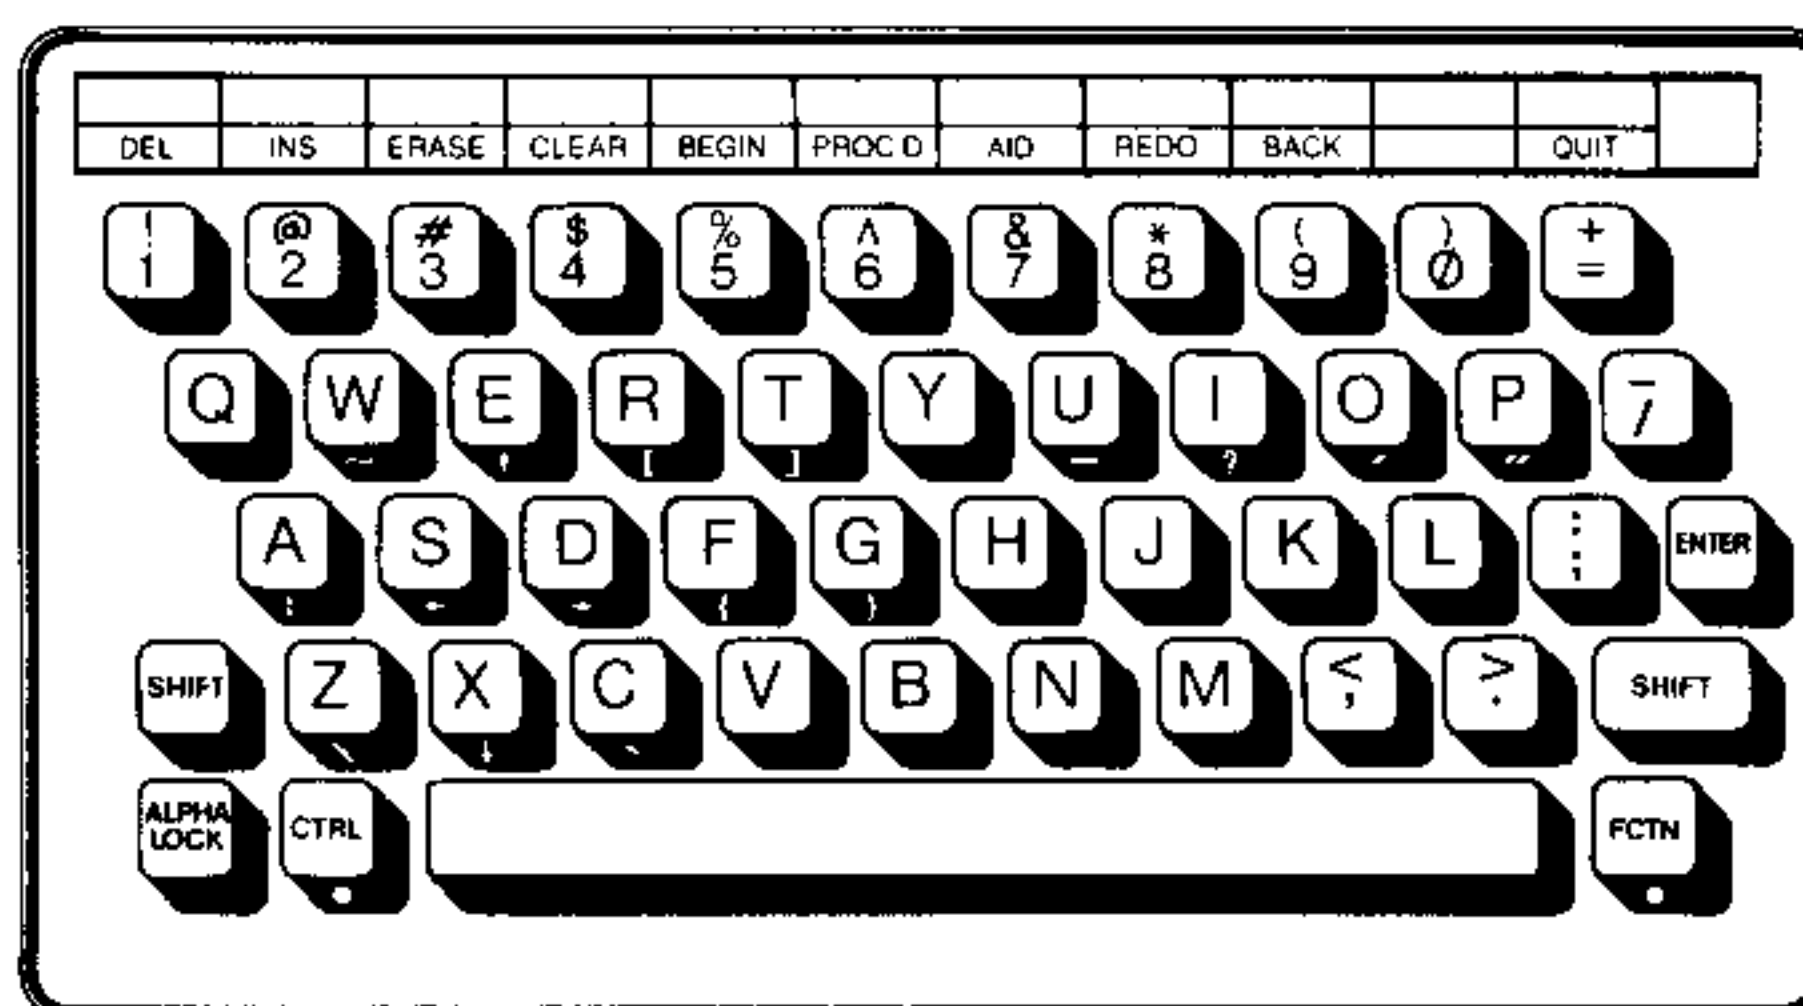 DEL INS ERASE CLEAR BEGIN PROC'D AID REDO BACK QUIT
! @ # $ % ^ & * ( ) +
1 2 3 4 5 6 7 8 9 0 =
Q W E R T Y U I O P -
/
~ ↑ [ ] _ ? ' "
A S D F G H J K L : ; ENTER
| ← → { }
SHIFT Z X C V B N M < , > . SHIFT
\ ↓ `
ALPHA LOCK CTRL FCTN